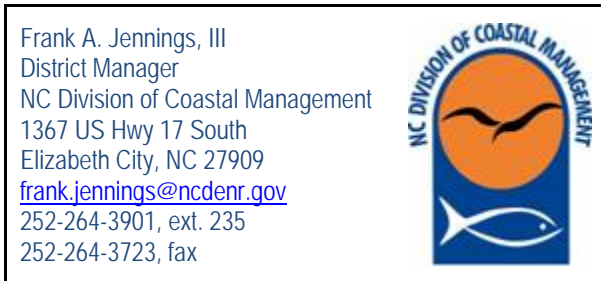 Frank A. Jennings, III
District Manager
NC Division of Coastal Management
1367 US Hwy 17 South
Elizabeth City, NC 27909
frank.jennings@ncdenr.gov
252-264-3901, ext. 235
252-264-3723, fax
NC DIVISION OF COASTAL MANAGEMENT